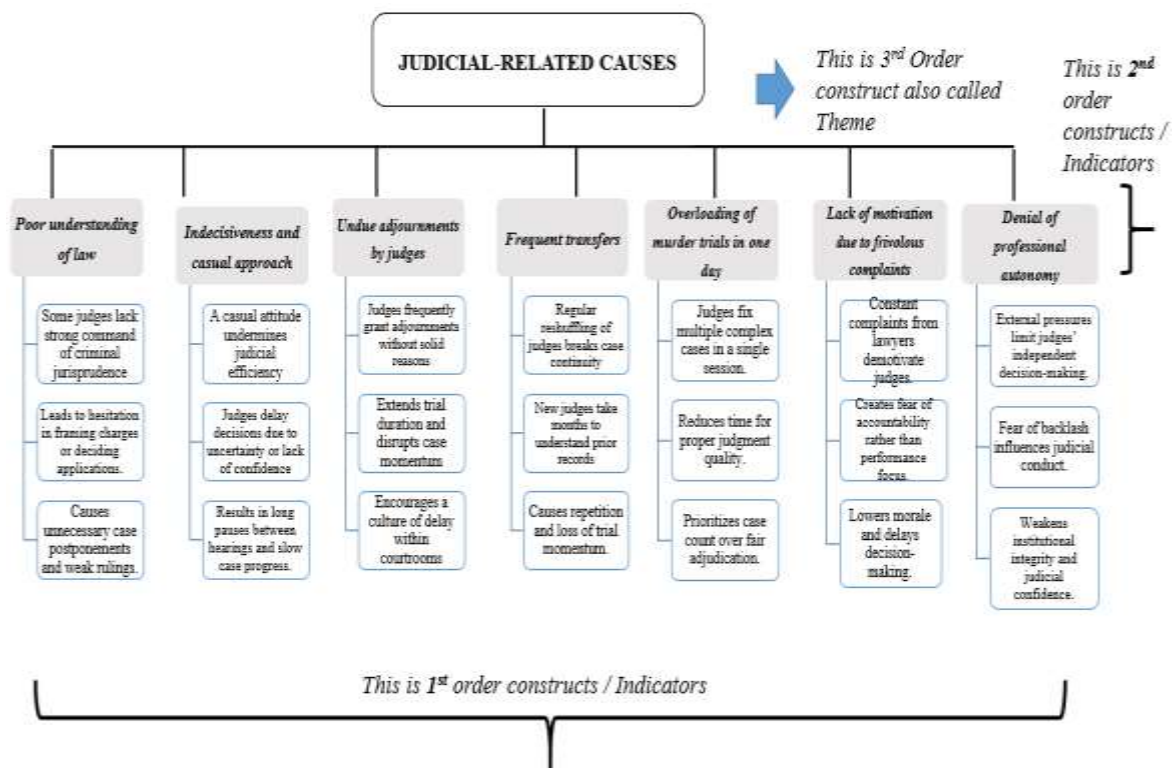 JUDICIAL-RELATED CAUSES
This is 3rd Order
construct also called
Theme
This is 2nd
order
constructs /
Indicators
Poor understanding
of law
Indecisiveness and
casual approach
Undue adjournments
by judges
Frequent transfers
Overloading of
murder trials in one
day
Lack of motivation
due to frivolous
complaints
Denial of
professional
autonomy
Some judges lack
strong command
of criminal
jurisprudence
A casual attitude
undermines
judicial
efficiency
Judges frequently
grant adjournments
without solid
reasons
Regular
reshuffling of
judges breaks case
continuity
Judges fix
multiple complex
cases in a single
session.
Constant
complaints from
lawyers
demotivate
judges.
External pressures
limit judges'
independent
decision-making.
Leads to hesitation
in framing charges
or deciding
applications.
Judges delay
decisions due to
uncertainty or lack
of confidence
Extends trial
duration and
disrupts case
momentum
New judges take
months to
understand prior
records
Reduces time for
proper judgment
quality.
Creates fear of
accountability
rather than
performance
focus.
Fear of backlash
influences judicial
conduct.
Causes
unnecessary case
postponements
and weak rulings.
Results in long
pauses between
hearings and slow
case progress.
Encourages a
culture of delay
within
courtrooms
Causes repetition
and loss of trial
momentum.
Prioritizes case
count over fair
adjudication.
Lowers morale
and delays
decision-
making.
Weakens
institutional
integrity and
judicial
confidence.
This is 1st order constructs / Indicators